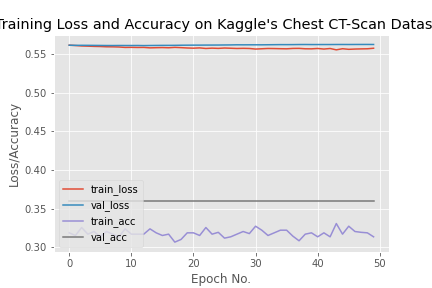 Training Loss and Accuracy on Kaggle's Chest CT-Scan Datas
Loss/Accuracy
0.55
0.50
0.45
0.40
0.35
0.30
train_loss
val_loss
train_acc
val_acc
0 10 20 30 40 50
Epoch No.